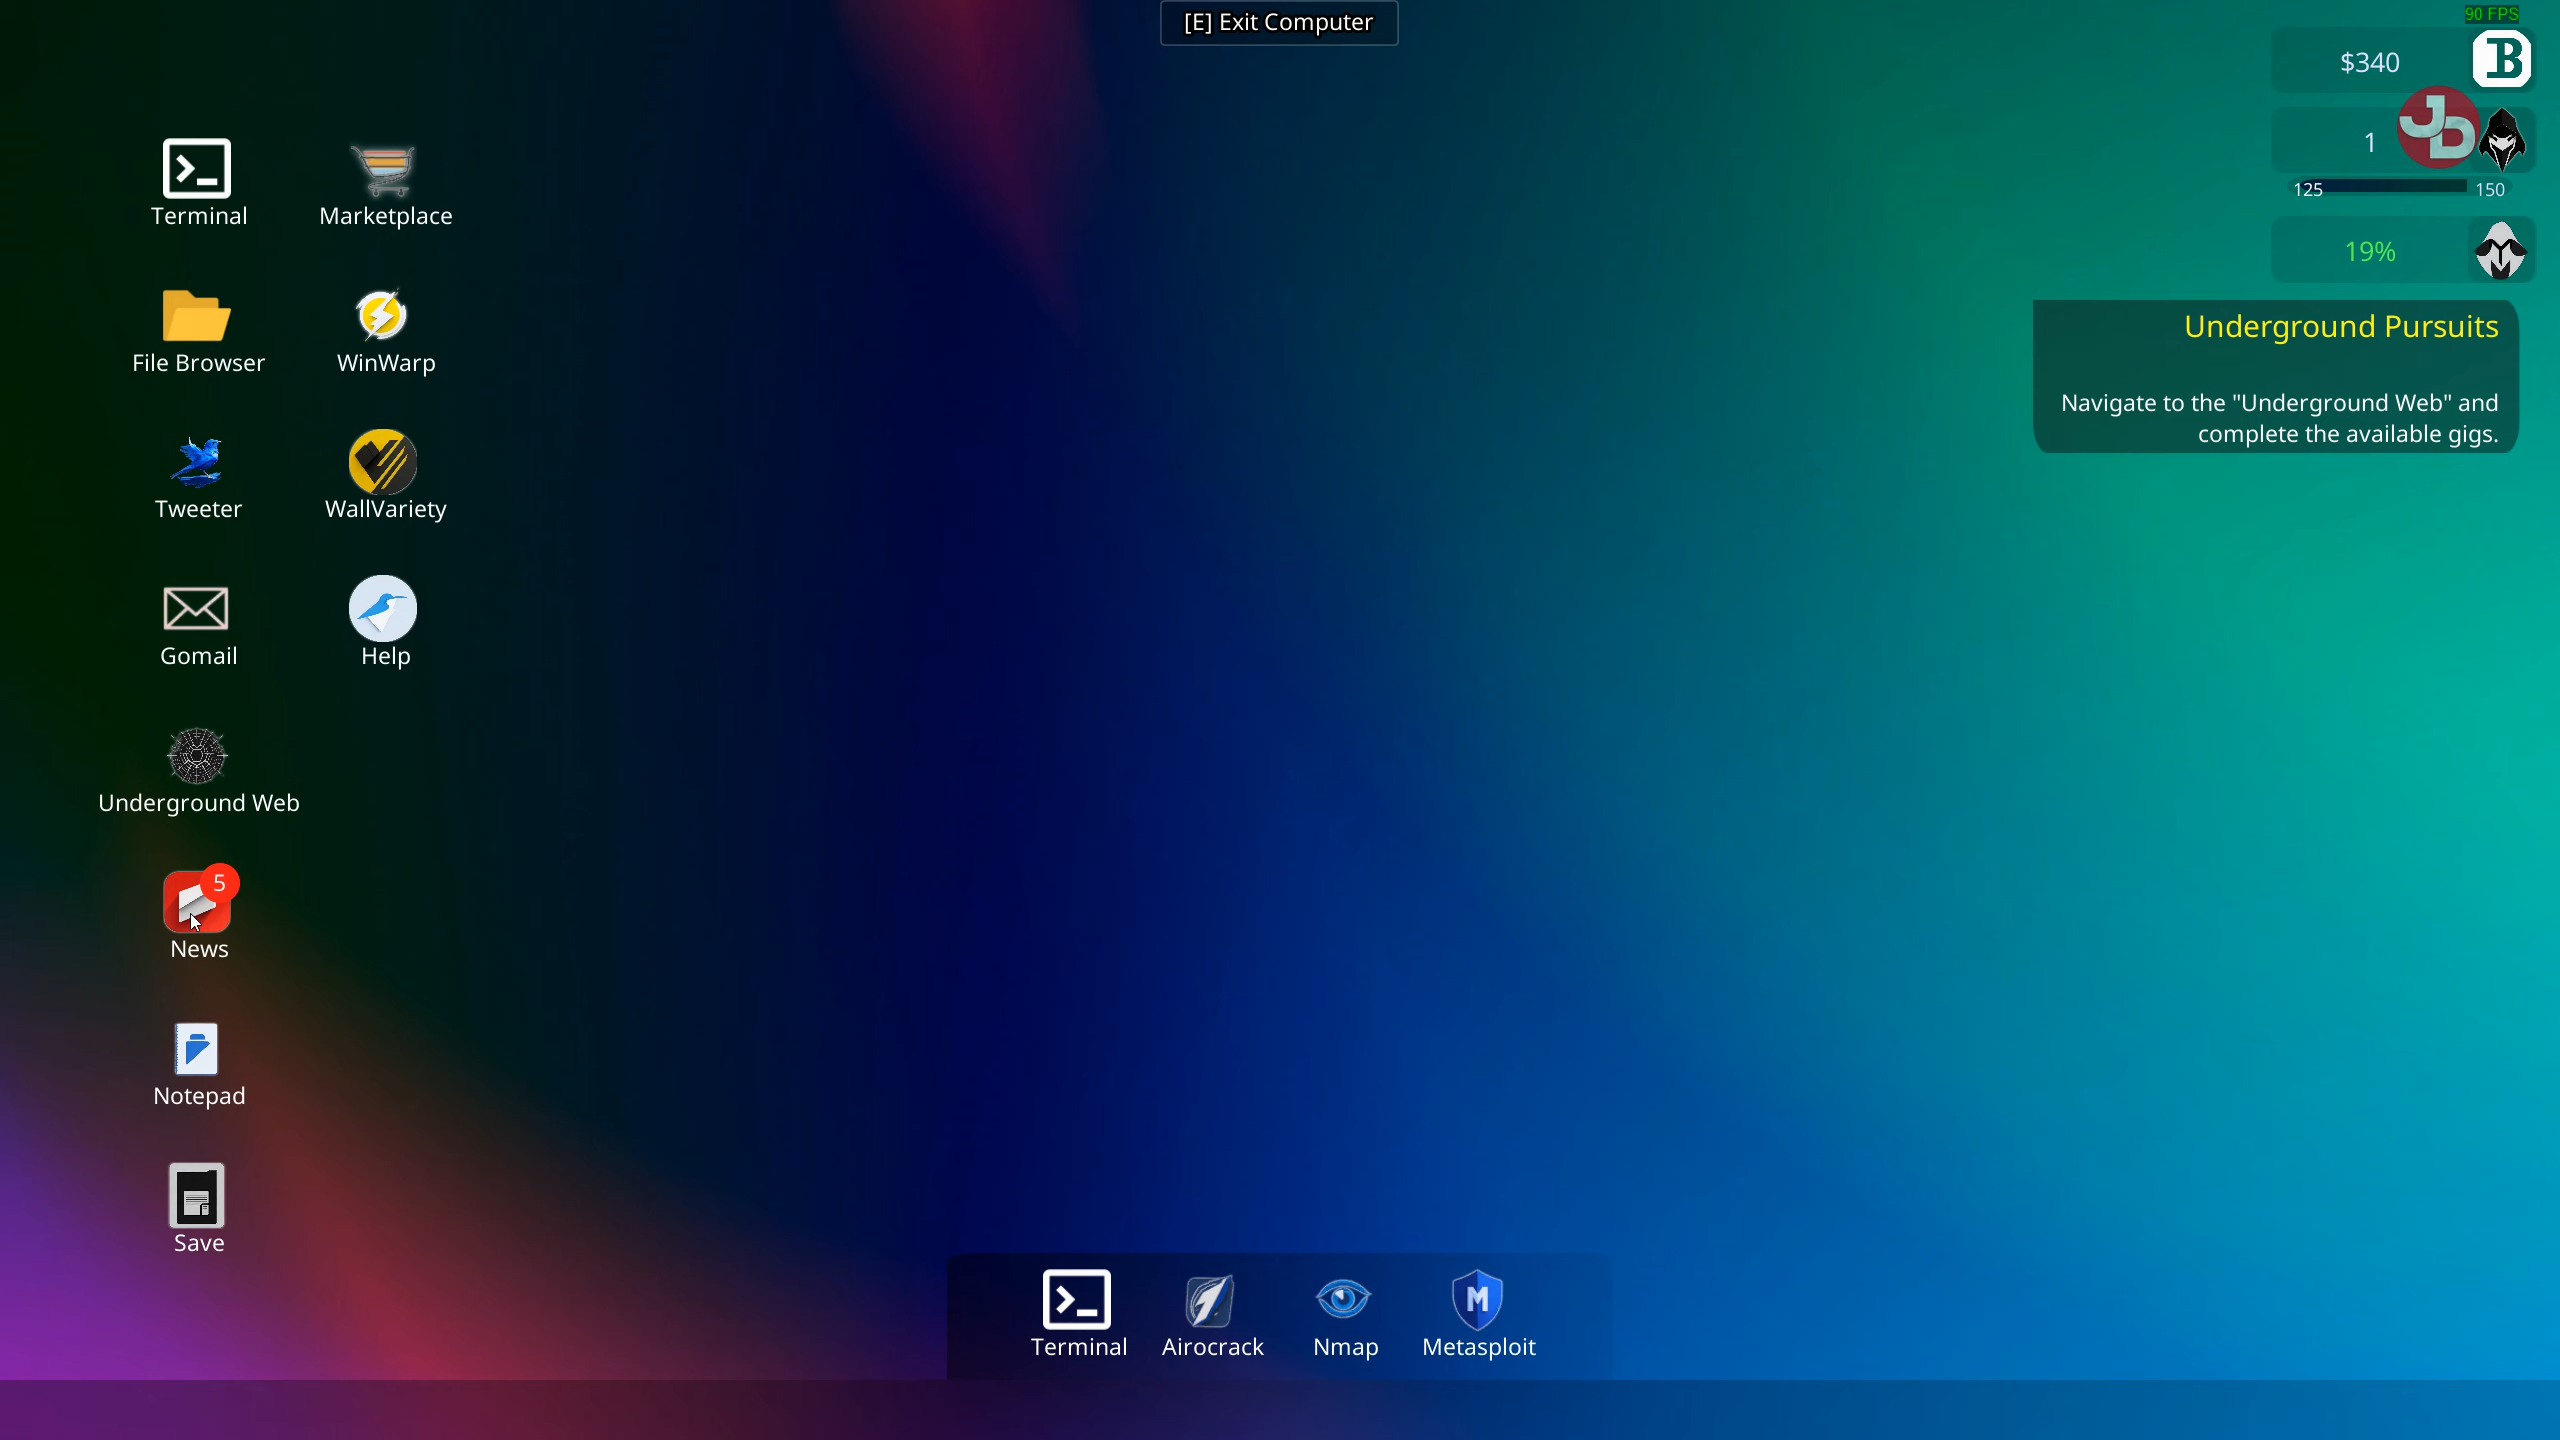 [E] Exit Computer
90 FPS
$340
B
1
JD
125
150
19%
Underground Pursuits
Navigate to the "Underground Web" and
complete the available gigs.
Terminal
Marketplace
File Browser
WinWarp
Tweeter
WallVariety
Gomail
Help
Underground Web
5
News
Notepad
Save
M
Terminal
Airocrack
Nmap
Metasploit